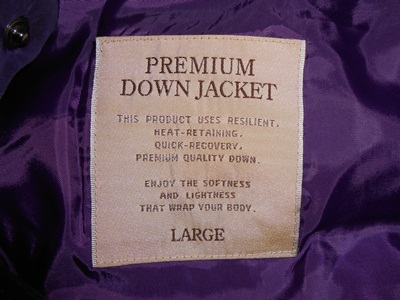 PREMIUM
DOWN JACKET
THIS PRODUCT USES RESILIENT,
HEAT-RETAINING,
QUICK-RECOVERY,
PREMIUM QUALITY DOWN.
ENJOY THE SOFTNESS
AND LIGHTNESS
THAT WRAP YOUR BODY.
LARGE